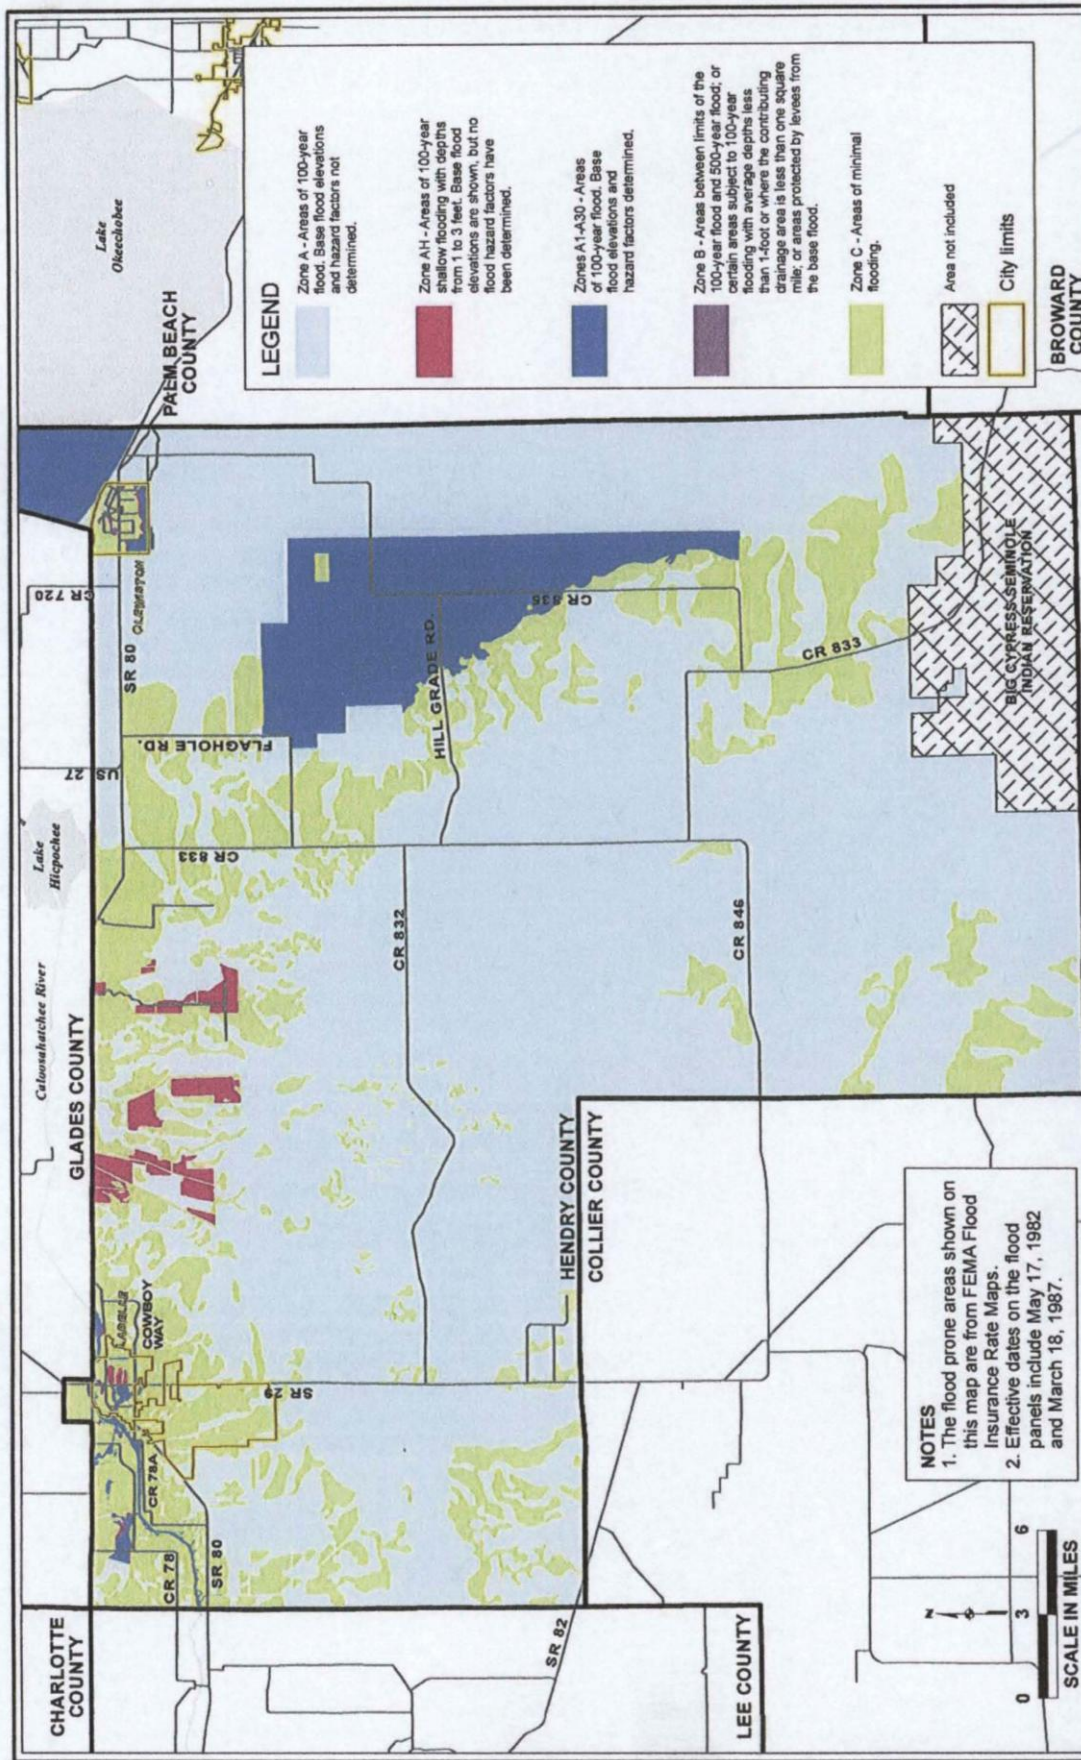 CHARLOTTE
COUNTY
GLADES COUNTY
Caloosahatchee River
Lake
Hicpochee
Lake
Okeechobee
PALM BEACH
COUNTY
US 27
CR 720
SR 80
CLEWISTON
FLAGHOLE RD.
CR 833
HILL GRADE RD.
CR 835
CR 832
CR 833
CR 846
LABELLE
COWBOY
WAY
CR 78A
CR 78
SR 80
SR 29
HENDRY COUNTY
COLLIER COUNTY
SR 82
LEE COUNTY
BIG CYPRESS SEMINOLE
INDIAN RESERVATION
BROWARD
COUNTY
LEGEND
Zone A - Areas of 100-year
flood. Base flood elevations
and hazard factors not
determined.
Zone AH - Areas of 100-year
shallow flooding with depths
from 1 to 3 feet. Base flood
elevations are shown, but no
flood hazard factors have
been determined.
Zones A1-A30 - Areas
of 100-year flood. Base
flood elevations and
hazard factors determined.
Zone B - Areas between limits of the
100-year flood and 500-year flood; or
certain areas subject to 100-year
flooding with average depths less
than 1-foot or where the contributing
drainage area is less than one square
mile; or areas protected by levees from
the base flood.
Zone C - Areas of minimal
flooding.
Area not included
City limits
NOTES
1. The flood prone areas shown on
this map are from FEMA Flood
Insurance Rate Maps.
2. Effective dates on the flood
panels include May 17, 1982
and March 18, 1987.
N
0 3 6
SCALE IN MILES